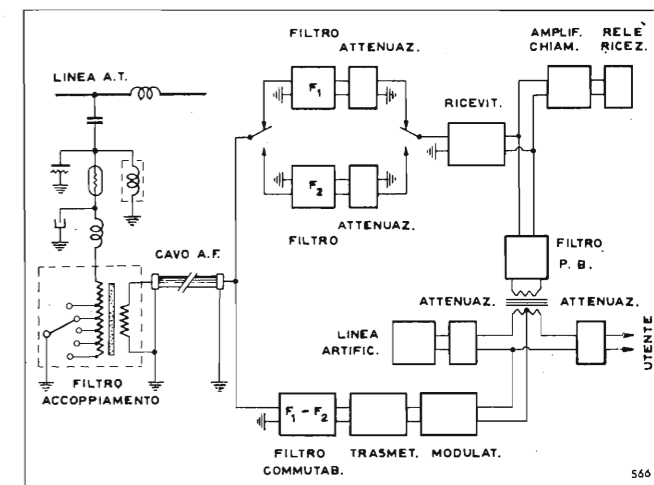 FILTRO
ATTENUAZ.
AMPLIF.
CHIAM.
RELÈ
RICEZ.
LINEA A.T.
F1
RICEVIT.
F2
ATTENUAZ.
FILTRO
CAVO A.F.
FILTRO
P. B.
ATTENUAZ.
ATTENUAZ.
LINEA
ARTIFIC.
UTENTE
FILTRO
ACCOPPIAMENTO
F1 - F2
FILTRO
COMMUTAB.
TRASMET.
MODULAT.
566